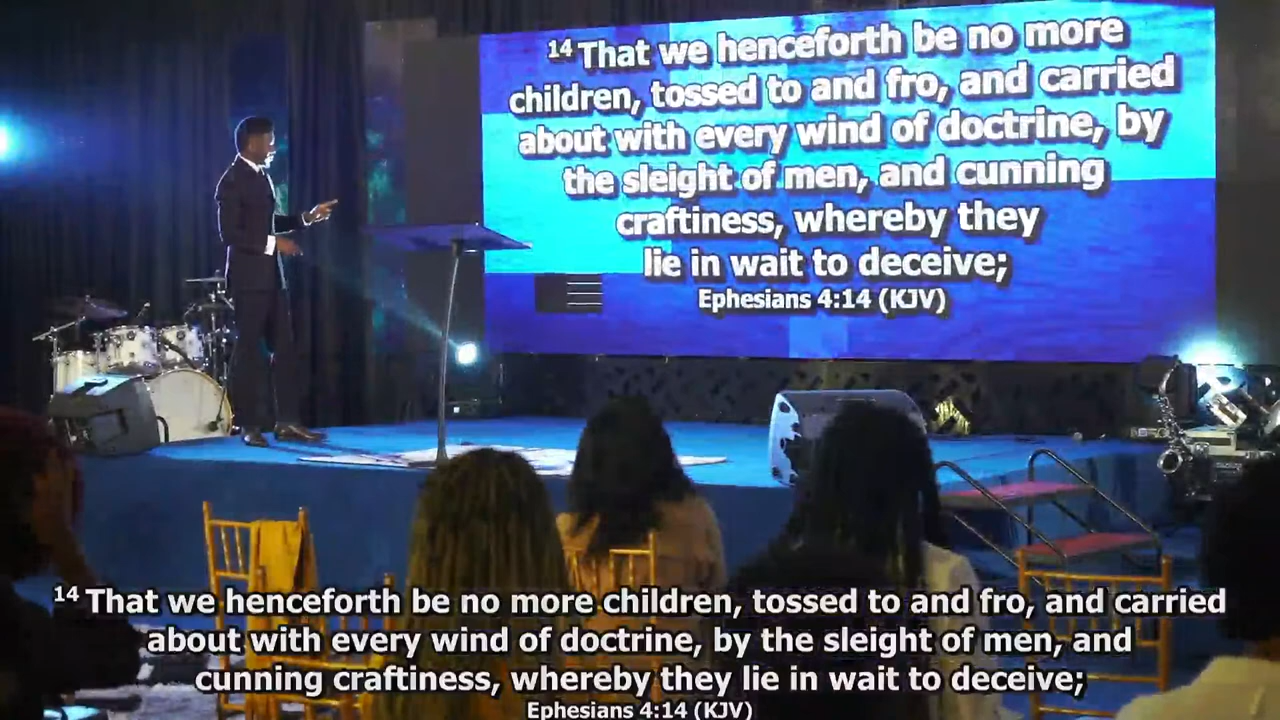 14 That we henceforth be no more
children, tossed to and fro, and carried
about with every wind of doctrine, by
the sleight of men, and cunning
craftiness, whereby they
lie in wait to deceive;
Ephesians 4:14 (KJV)
14 That we henceforth be no more children, tossed to and fro, and carried
about with every wind of doctrine, by the sleight of men, and
cunning craftiness, whereby they lie in wait to deceive;
Ephesians 4:14 (KJV)